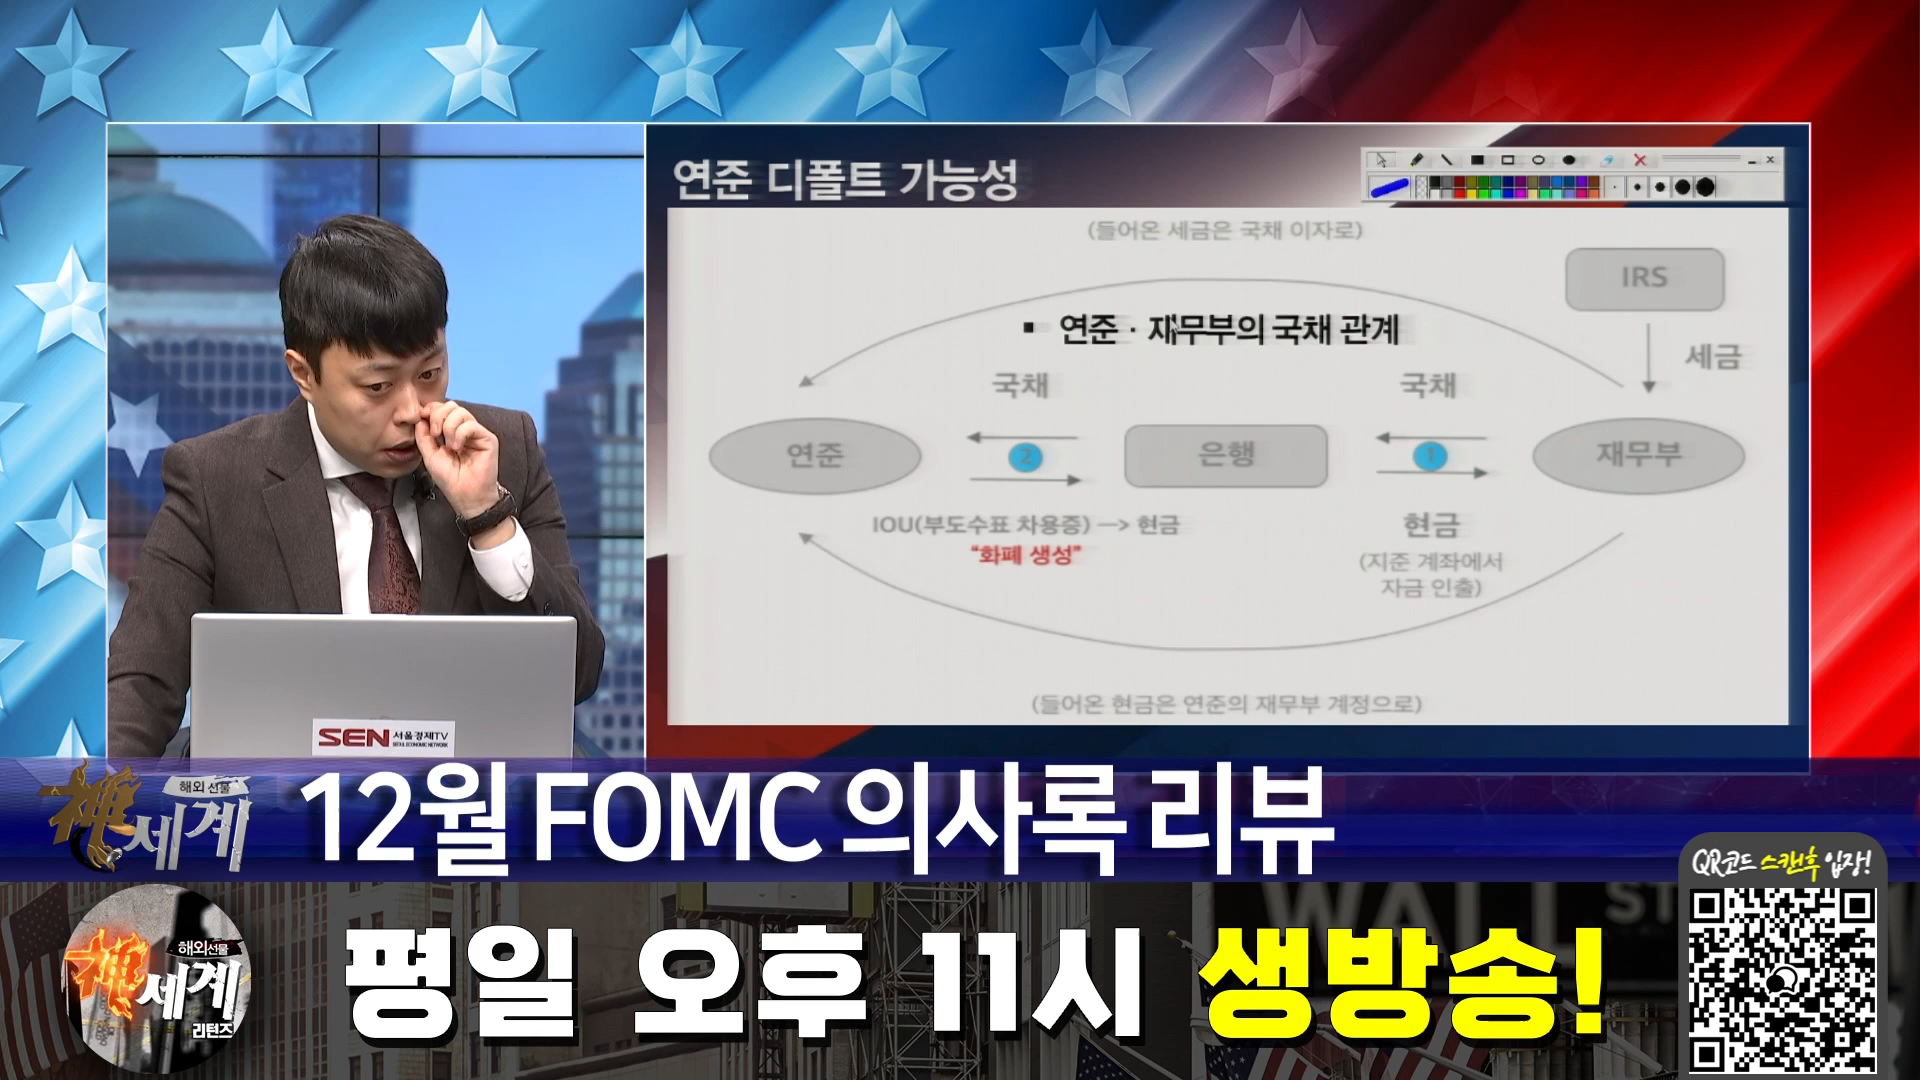 연준 디폴트 가능성
(들어온 세금은 국채 이자로)
IRS
▪ 연준 · 재무부의 국채 관계
세금
국채
국채
연준
2
은행
1
재무부
IOU(부도수표 차용증) —> 현금
“화폐 생성”
현금
(지준 계좌에서
자금 인출)
(들어온 현금은 연준의 재무부 계정으로)
SEN 서울경제TV
SEOUL ECONOMIC NETWORK
해외선물
神세계
12월 FOMC 의사록 리뷰
QR코드 스캔후 입장!
WALL ST
해외선물
神세계
리턴즈
평일 오후 11시 생방송!